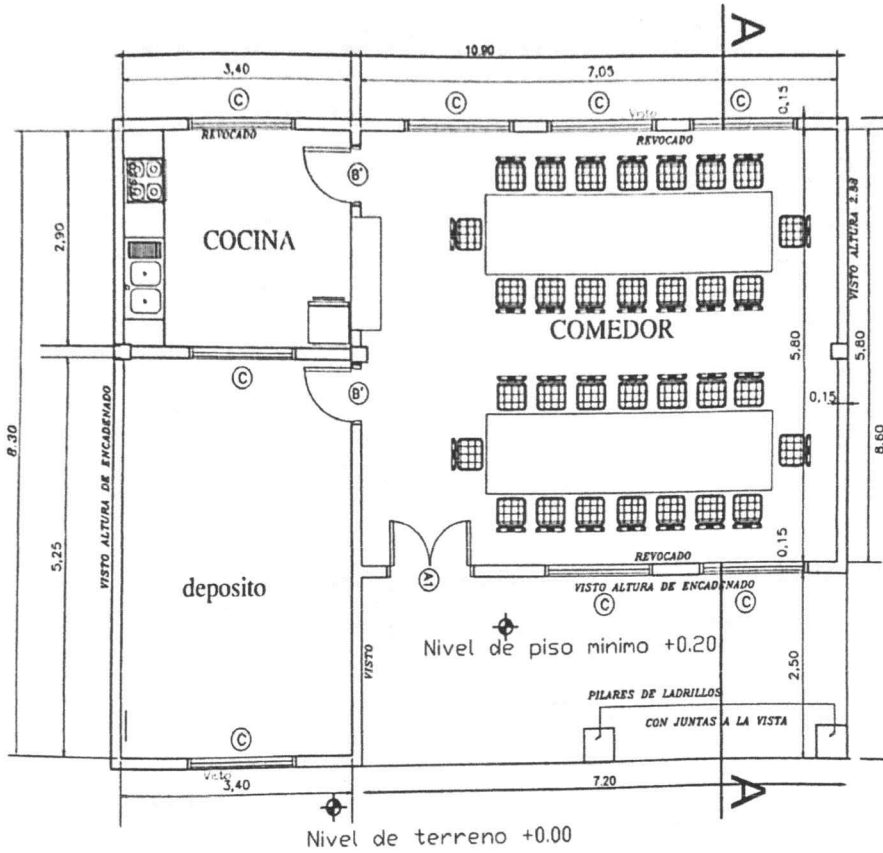 A
10.90
3,40
7,05
C
C
C
C
0,15
Visto
REVOCADO
REVOCADO
B'
2,90
COCINA
VISTO ALTURA 2.88
COMEDOR
5,80
5,80
C
B'
0,15
8.30
8,60
VISTO ALTURA DE ENCADENADO
5,25
0,15
REVOCADO
A1
deposito
VISTO ALTURA DE ENCADENADO
C
C
Nivel de piso minimo +0.20
VISTO
2,50
PILARES DE LADRILLOS
CON JUNTAS A LA VISTA
C
Visto
3,40
7.20
A
Nivel de terreno +0.00